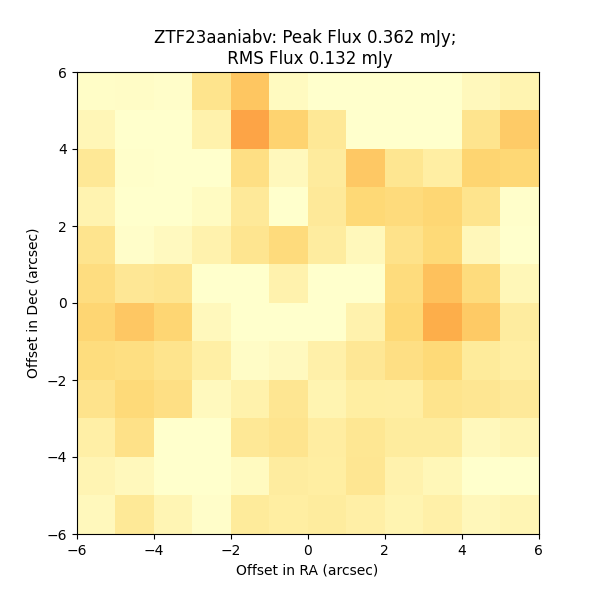 ZTF23aaniabv: Peak Flux 0.362 mJy;
RMS Flux 0.132 mJy
6
4
2
0
−2
−4
−6
Offset in Dec (arcsec)
−6 −4 −2 0 2 4 6
Offset in RA (arcsec)